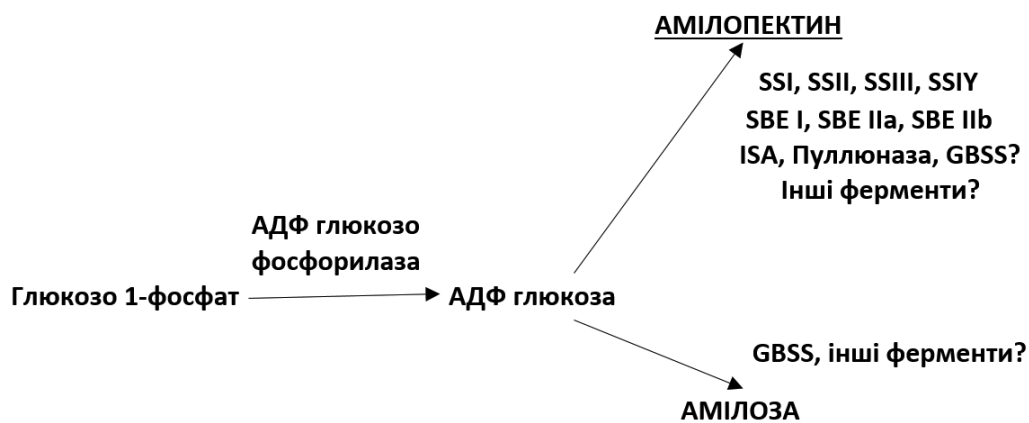 АМІЛОПЕКТИН
SSI, SSII, SSIII, SSIY
SBE I, SBE IIa, SBE IIb
ISA, Пуллюназа, GBSS?
Інші ферменти?
АДФ глюкозо
фосфорилаза
Глюкозо 1-фосфат
АДФ глюкоза
GBSS, інші ферменти?
АМІЛОЗА